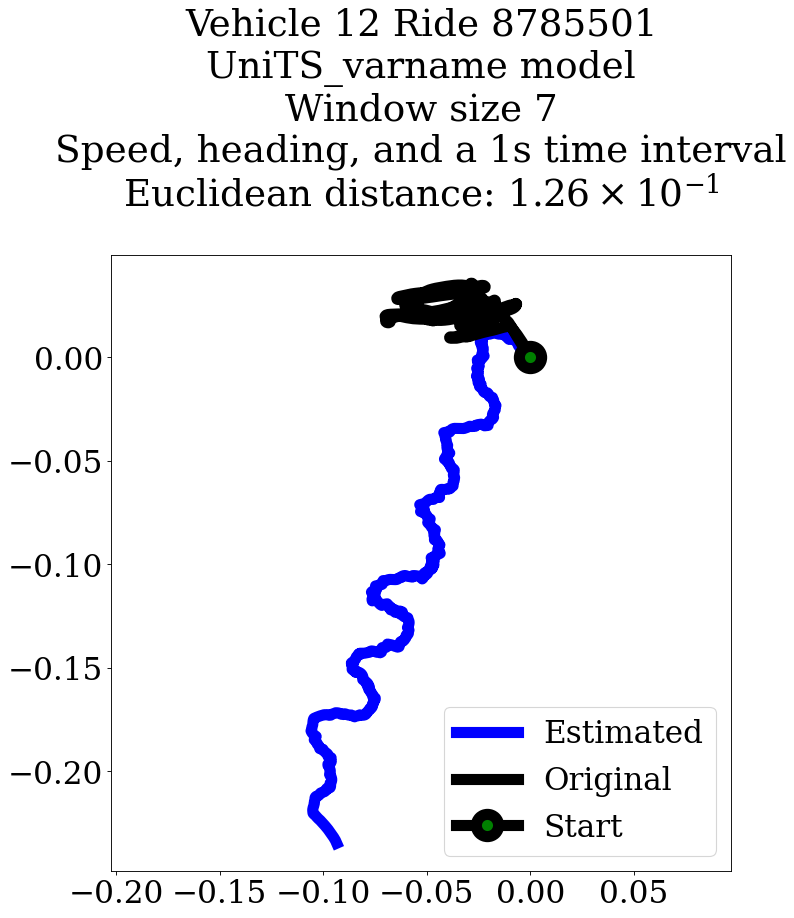 Vehicle 12 Ride 8785501
UniTS_varname model
Window size 7
Speed, heading, and a 1s time interval
Euclidean distance: 1.26 × 10⁻¹
0.00
−0.05
−0.10
−0.15
−0.20
Estimated
Original
Start
−0.20 −0.15 −0.10 −0.05 0.00 0.05